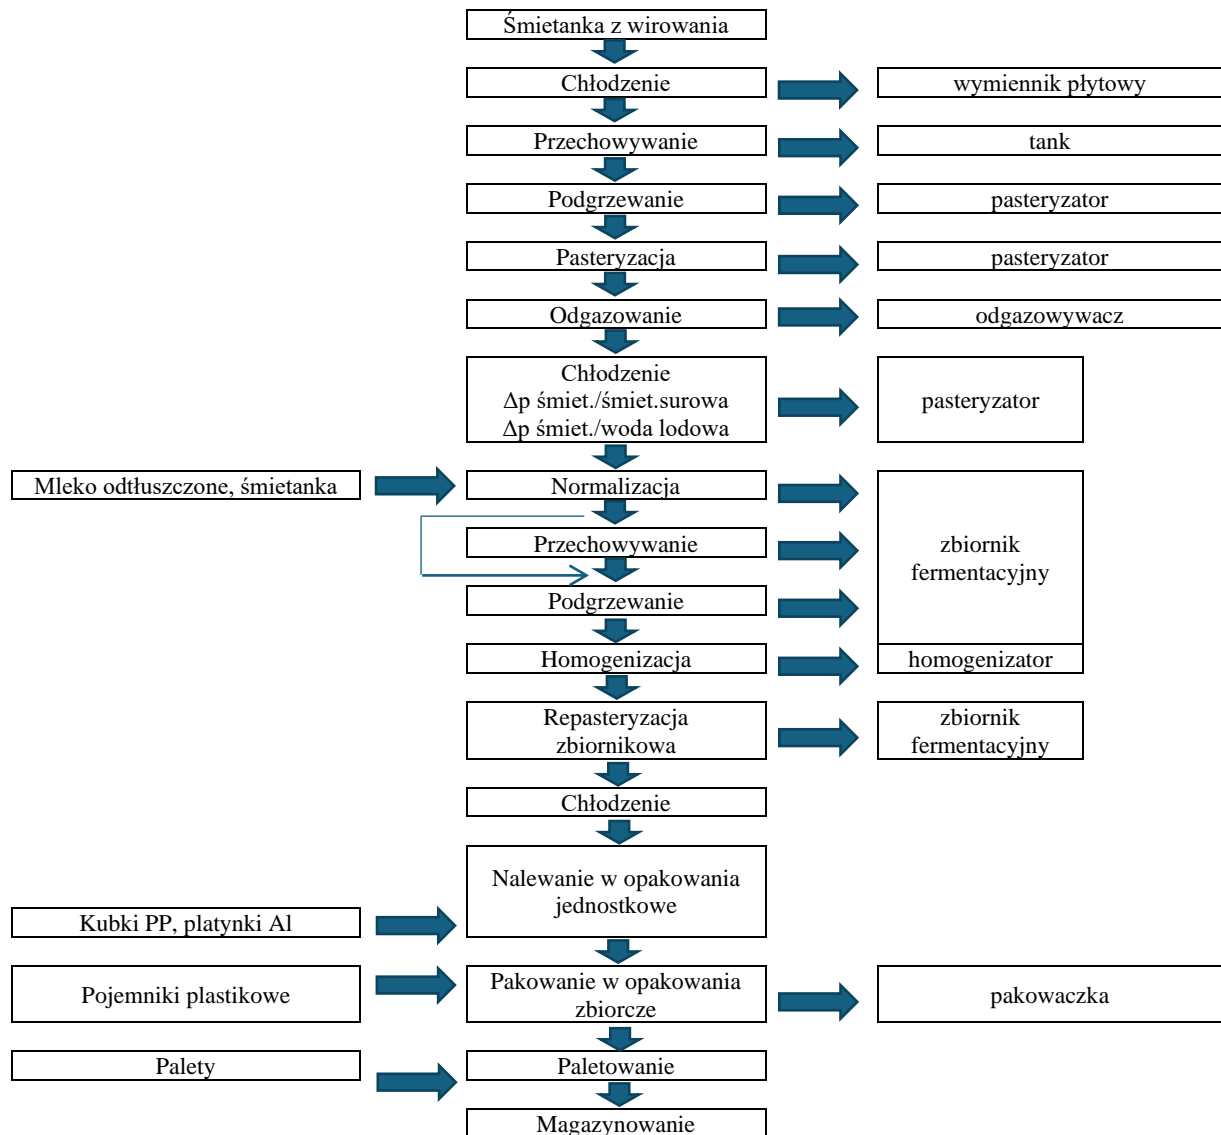 Śmietanka z wirowania
Chłodzenie
wymiennik płytowy
Przechowywanie
tank
Podgrzewanie
pasteryzator
Pasteryzacja
pasteryzator
Odgazowanie
odgazowywacz
Chłodzenie
Δp śmiet./śmiet.surowa
Δp śmiet./woda lodowa
pasteryzator
Mleko odtłuszczone, śmietanka
Normalizacja
Przechowywanie
Podgrzewanie
zbiornik
fermentacyjny
Homogenizacja
homogenizator
Repasteryzacja
zbiornikowa
zbiornik
fermentacyjny
Chłodzenie
Nalewanie w opakowania
jednostkowe
Kubki PP, platynki Al
Pojemniki plastikowe
Pakowanie w opakowania
zbiorcze
pakowaczka
Palety
Paletowanie
Magazynowanie